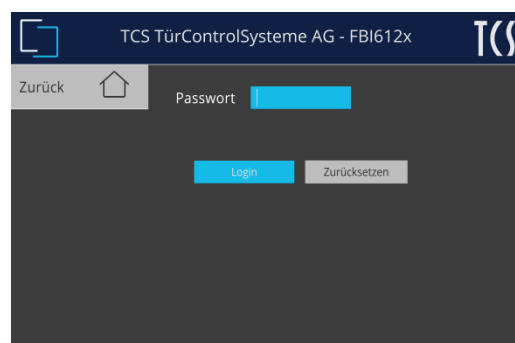 TCS TürControlSysteme AG - FBI612x
TCS
Zurück
Passwort
Login
Zurücksetzen